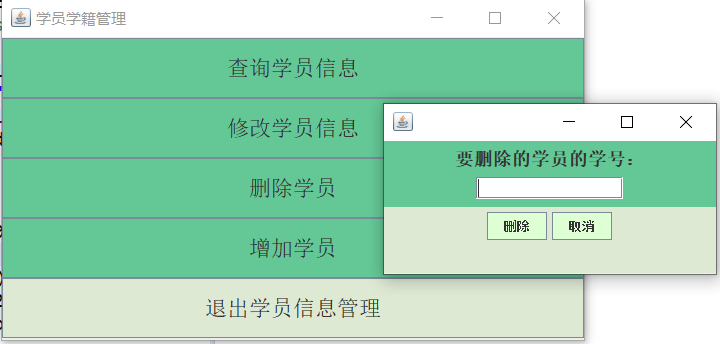 学员学籍管理
查询学员信息
修改学员信息
删除学员
增加学员
退出学员信息管理
要删除的学员的学号：
删除
取消